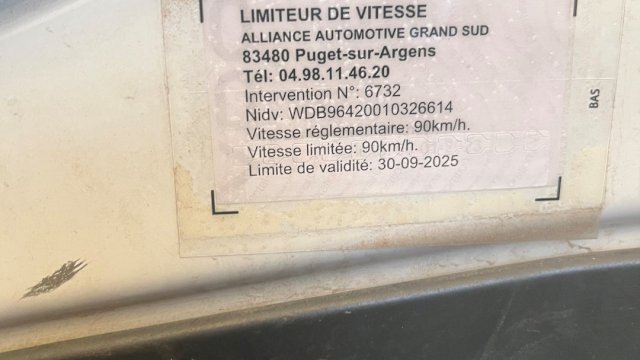 LIMITEUR DE VITESSE
ALLIANCE AUTOMOTIVE GRAND SUD
83480 Puget-sur-Argens
Tél: 04.98.11.46.20
Intervention N°: 6732
Nidv: WDB96420010326614
Vitesse réglementaire: 90km/h.
Vitesse limitée: 90km/h.
Limite de validité: 30-09-2025
BAS